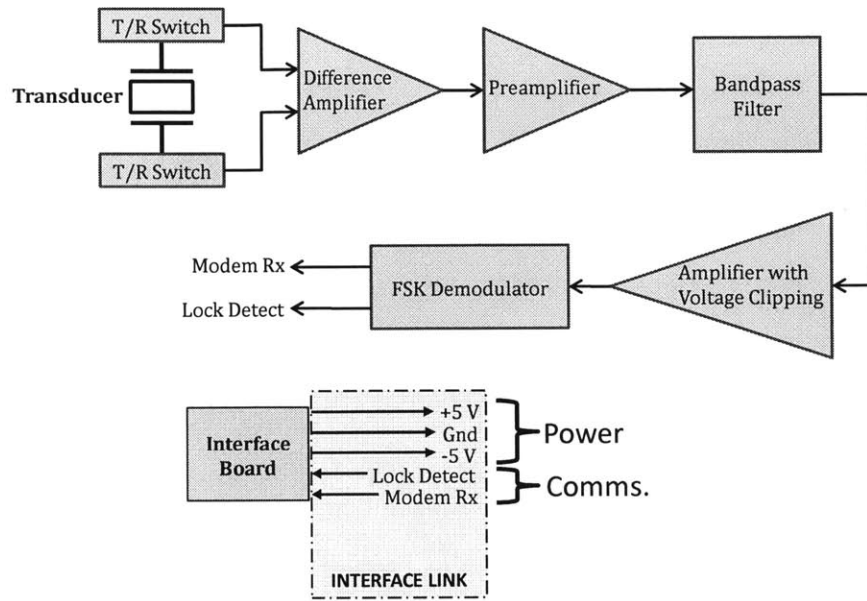 T/R Switch
Transducer
T/R Switch
Difference
Amplifier
Preamplifier
Bandpass
Filter
Modem Rx
Lock Detect
FSK Demodulator
Amplifier with
Voltage Clipping
Interface
Board
+5 V
Gnd
-5 V
Lock Detect
Modem Rx
Power
Comms.
INTERFACE LINK